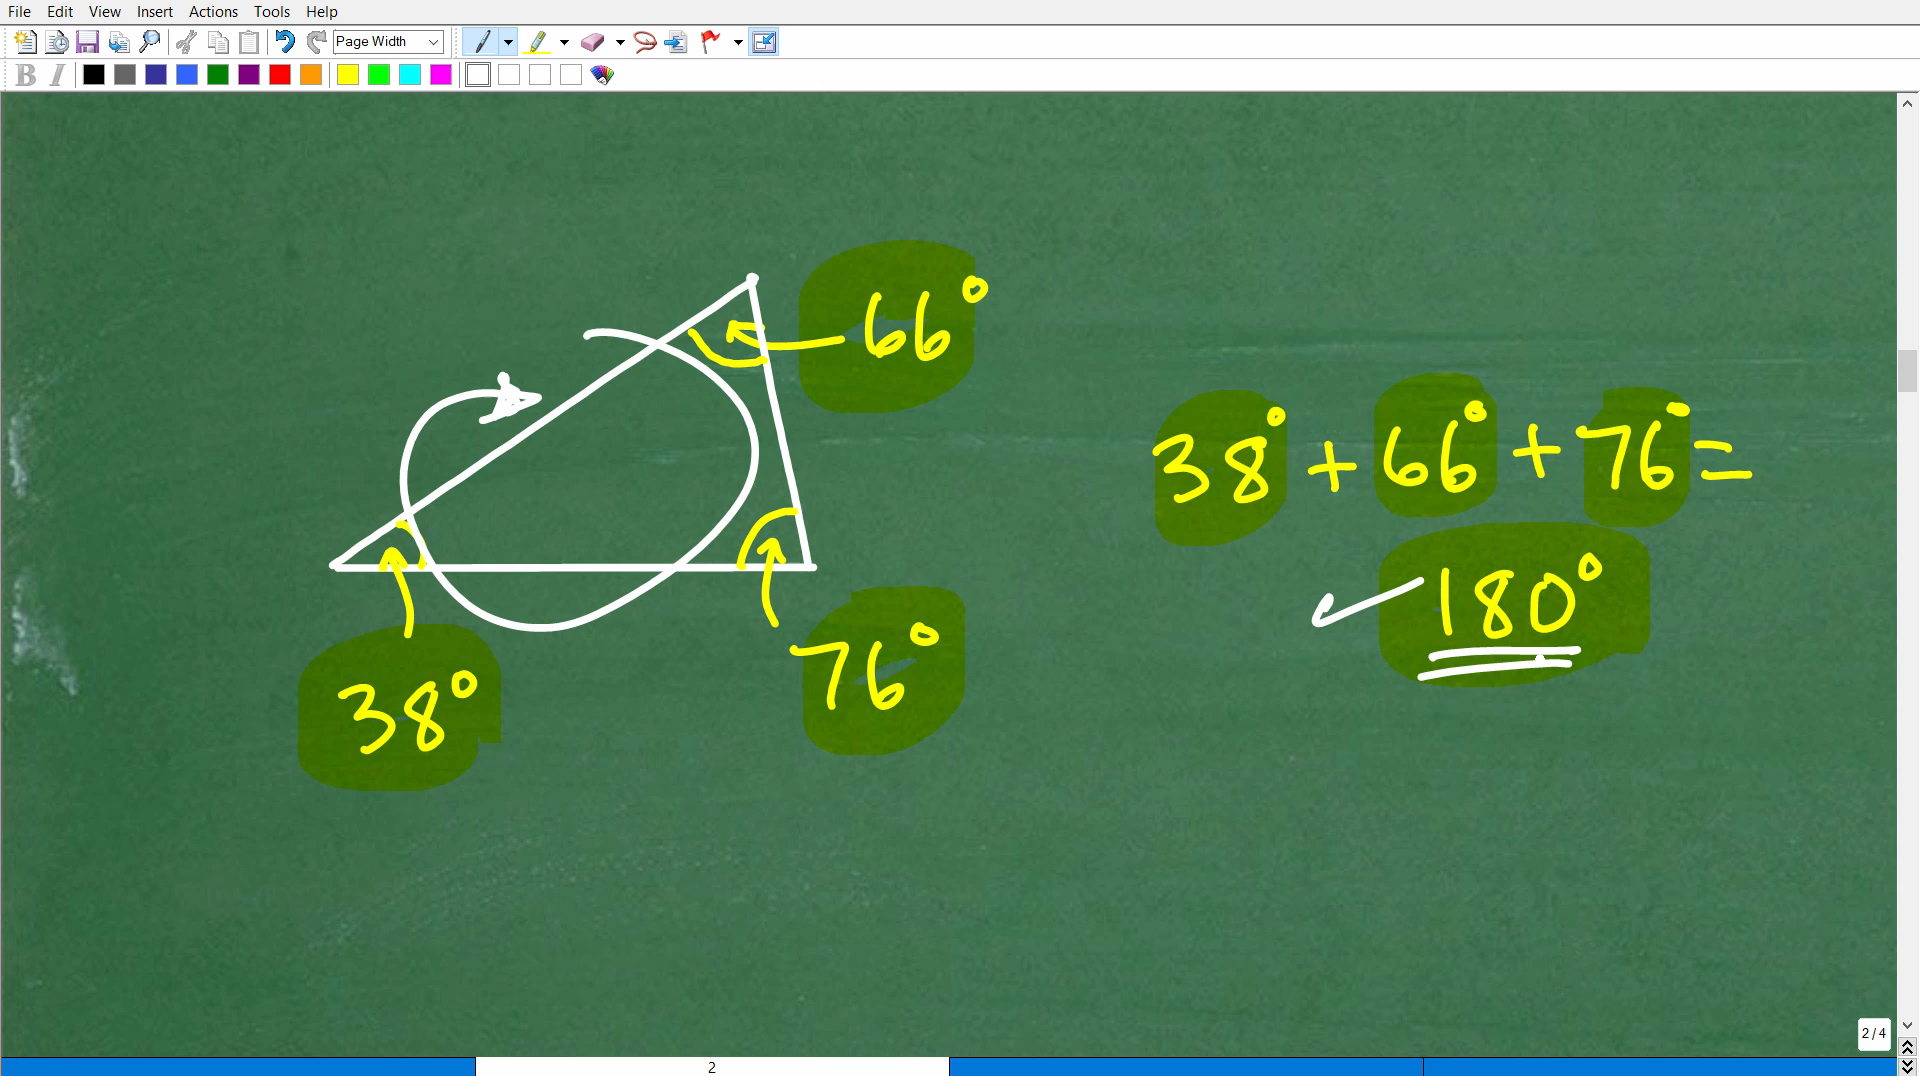 File Edit View Insert Actions Tools Help
Page Width
B I
66°
38° + 66° + 76° =
180°
76°
38°
2 / 4
2